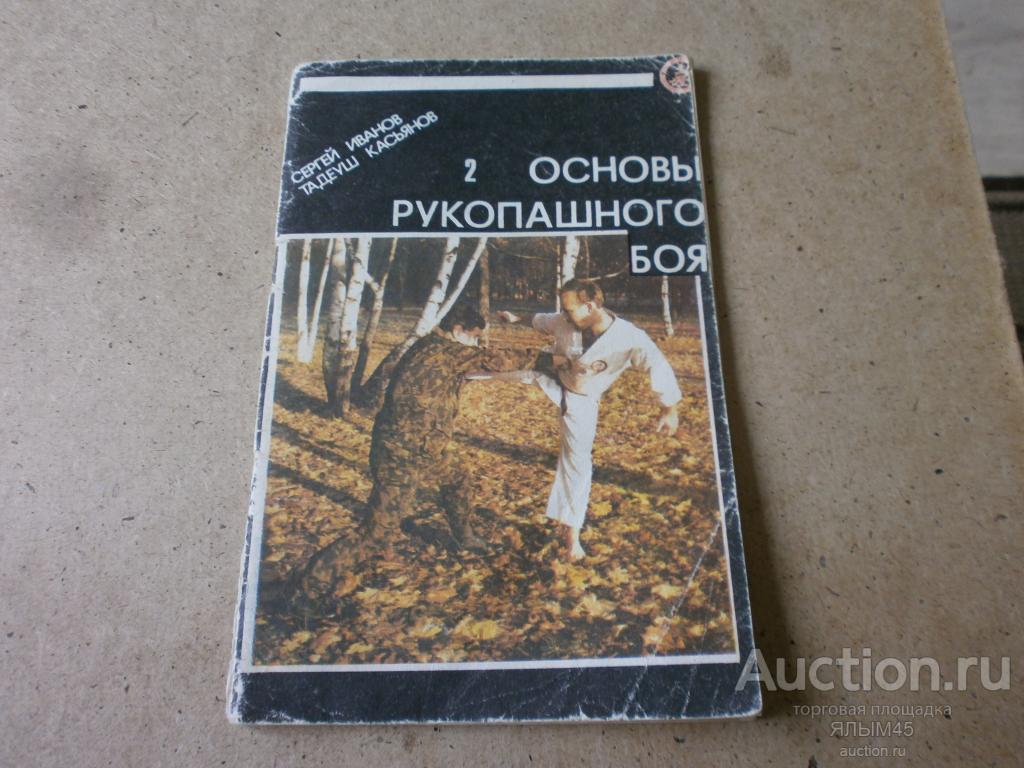 СЕРГЕЙ ИВАНОВ
ТАДЕУШ КАСЬЯНОВ
2 ОСНОВЫ
РУКОПАШНОГО
БОЯ
Auction.ru
торговая площадка
ЯЛЫМ45
auction.ru